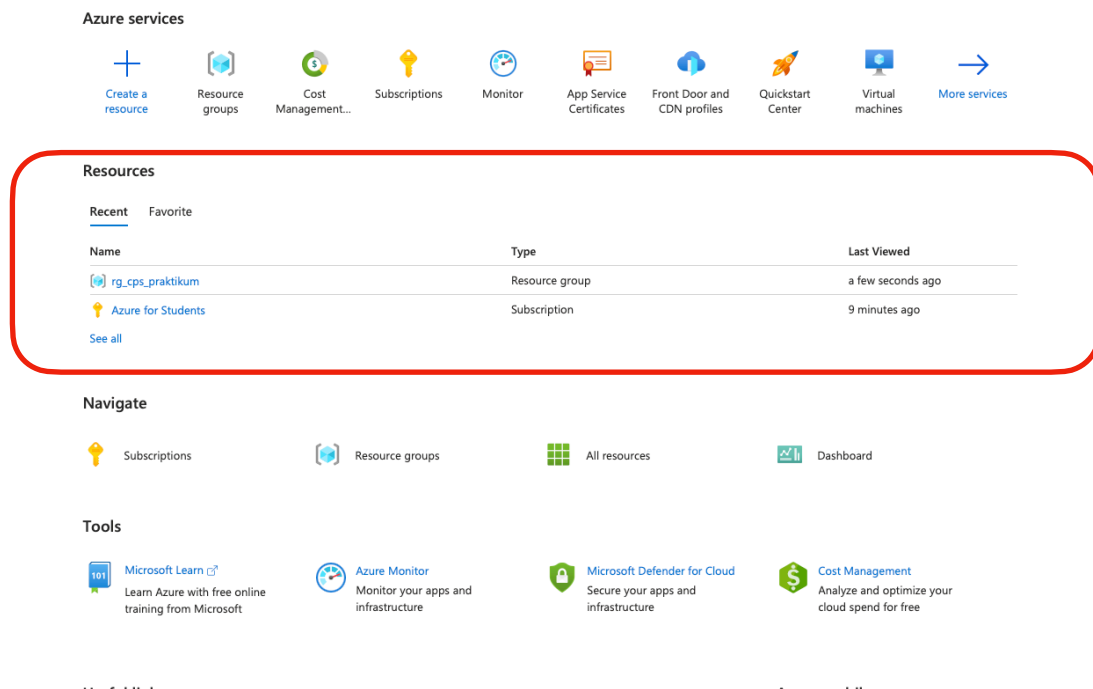 Azure services
Create a resource
Resource groups
Cost Management...
Subscriptions
Monitor
App Service Certificates
Front Door and CDN profiles
Quickstart Center
Virtual machines
More services
Resources
Recent Favorite
Name Type Last Viewed
rg_cps_praktikum Resource group a few seconds ago
Azure for Students Subscription 9 minutes ago
See all
Navigate
Subscriptions Resource groups All resources Dashboard
Tools
101
Microsoft Learn
Learn Azure with free online
training from Microsoft
Azure Monitor
Monitor your apps and
infrastructure
Microsoft Defender for Cloud
Secure your apps and
infrastructure
Cost Management
Analyze and optimize your
cloud spend for free